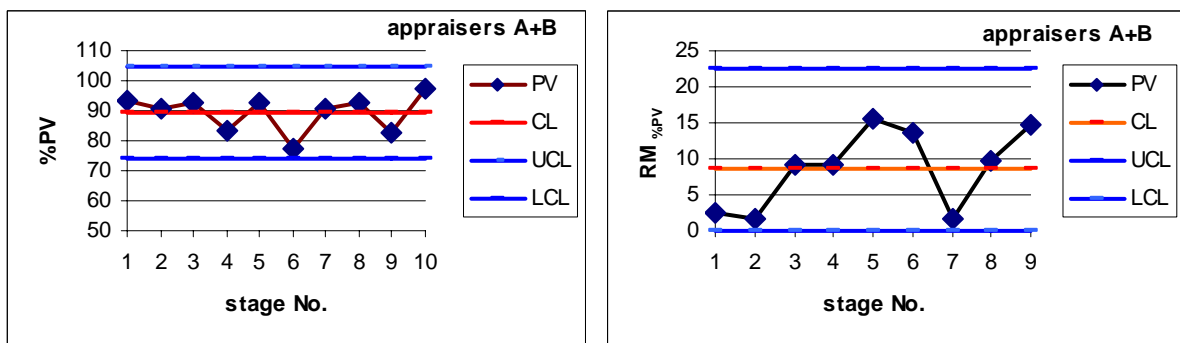 appraisers A+B
110
100
90
80
70
60
50
%PV
1 2 3 4 5 6 7 8 9 10
stage No.
PV
CL
UCL
LCL
appraisers A+B
25
20
15
10
5
0
RM %PV
1 2 3 4 5 6 7 8 9
stage No.
PV
CL
UCL
LCL